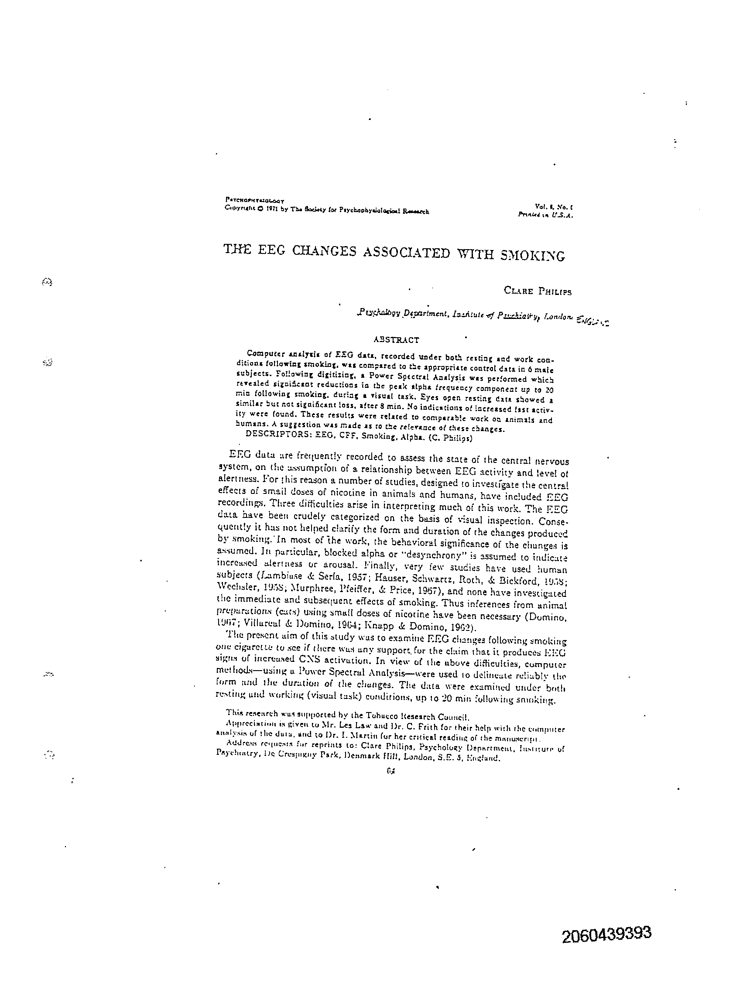 PSYCHOPHYSIOLOGY
Copyright © 1971 by The Society for Psychophysiological Research
Vol. 8, No. 1
Printed in U.S.A.
THE EEG CHANGES ASSOCIATED WITH SMOKING
CLARE PHILIPS
Psychology Department, Institute of Psychiatry, London England
ABSTRACT
Computer analysis of EEG data, recorded under both resting and work con-
ditions following smoking, was compared to the appropriate control data in 6 male
subjects. Following digitizing, a Power Spectral Analysis was performed which
revealed significant reductions in the peak alpha frequency component up to 20
min following smoking, during a visual task. Eyes open resting data showed a
similar but not significant loss, after 8 min. No indications of increased fast activ-
ity were found. These results were related to comparable work on animals and
humans. A suggestion was made as to the relevance of these changes.
DESCRIPTORS: EEG, CFF, Smoking, Alpha. (C. Philips)
EEG data are frequently recorded to assess the state of the central nervous
system, on the assumption of a relationship between EEG activity and level of
alertness. For this reason a number of studies, designed to investigate the central
effects of small doses of nicotine in animals and humans, have included EEG
recordings. Three difficulties arise in interpreting much of this work. The EEG
data have been crudely categorized on the basis of visual inspection. Conse-
quently it has not helped clarify the form and duration of the changes produced
by smoking. In most of the work, the behavioral significance of the changes is
assumed. In particular, blocked alpha or "desynchrony" is assumed to indicate
increased alertness or arousal. Finally, very few studies have used human
subjects (Lambiase & Serla, 1957; Hauser, Schwartz, Roth, & Bickford, 1958;
Wechsler, 1958; Murphree, Pfeiffer, & Price, 1967), and none have investigated
the immediate and subsequent effects of smoking. Thus inferences from animal
preparations (cats) using small doses of nicotine have been necessary (Domino,
1967; Villareal & Domino, 1964; Knapp & Domino, 1962).
The present aim of this study was to examine EEG changes following smoking
one cigarette to see if there was any support for the claim that it produces EEG
signs of increased CNS activation. In view of the above difficulties, computer
methods—using a Power Spectral Analysis—were used to delineate reliably the
form and the duration of the changes. The data were examined under both
resting and working (visual task) conditions, up to 20 min following smoking.
This research was supported by the Tobacco Research Council.
Appreciation is given to Mr. Les Law and Dr. C. Frith for their help with the computer
analysis of the data, and to Dr. I. Martin for her critical reading of the manuscript.
Address requests for reprints to: Clare Philips, Psychology Department, Institute of
Psychiatry, De Crespigny Park, Denmark Hill, London, S.E. 5, England.
64
2060439393